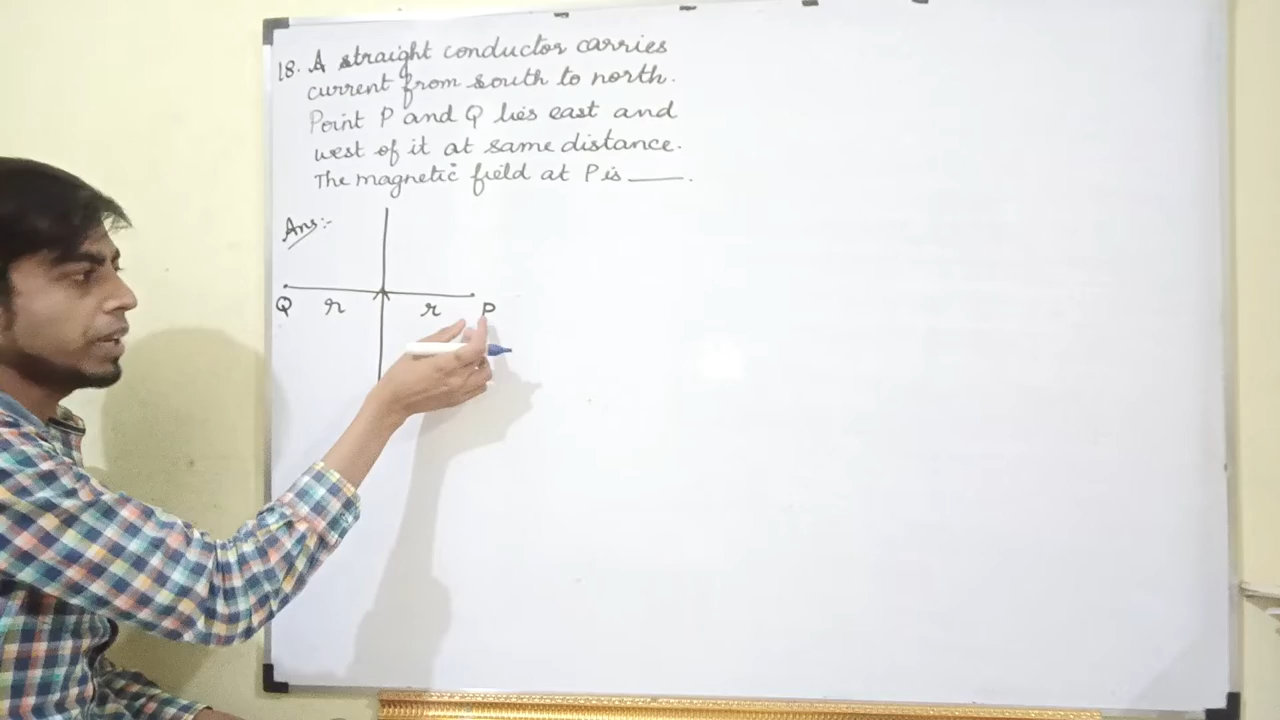 18. A straight conductor carries
current from south to north.
Point P and Q lies east and
west of it at same distance.
The magnetic field at P is ____.
Ans:-
Q r r P